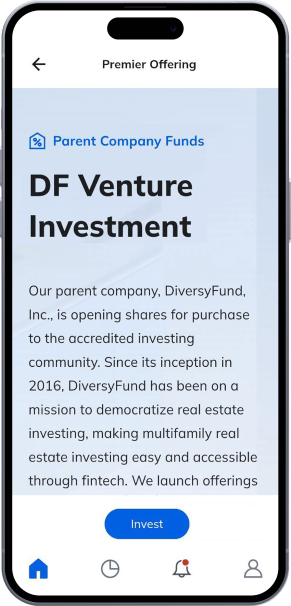 Premier Offering
Parent Company Funds
DF Venture
Investment
Our parent company, DiversyFund,
Inc., is opening shares for purchase
to the accredited investing
community. Since its inception in
2016, DiversyFund has been on a
mission to democratize real estate
investing, making multifamily real
estate investing easy and accessible
through fintech. We launch offerings
Invest